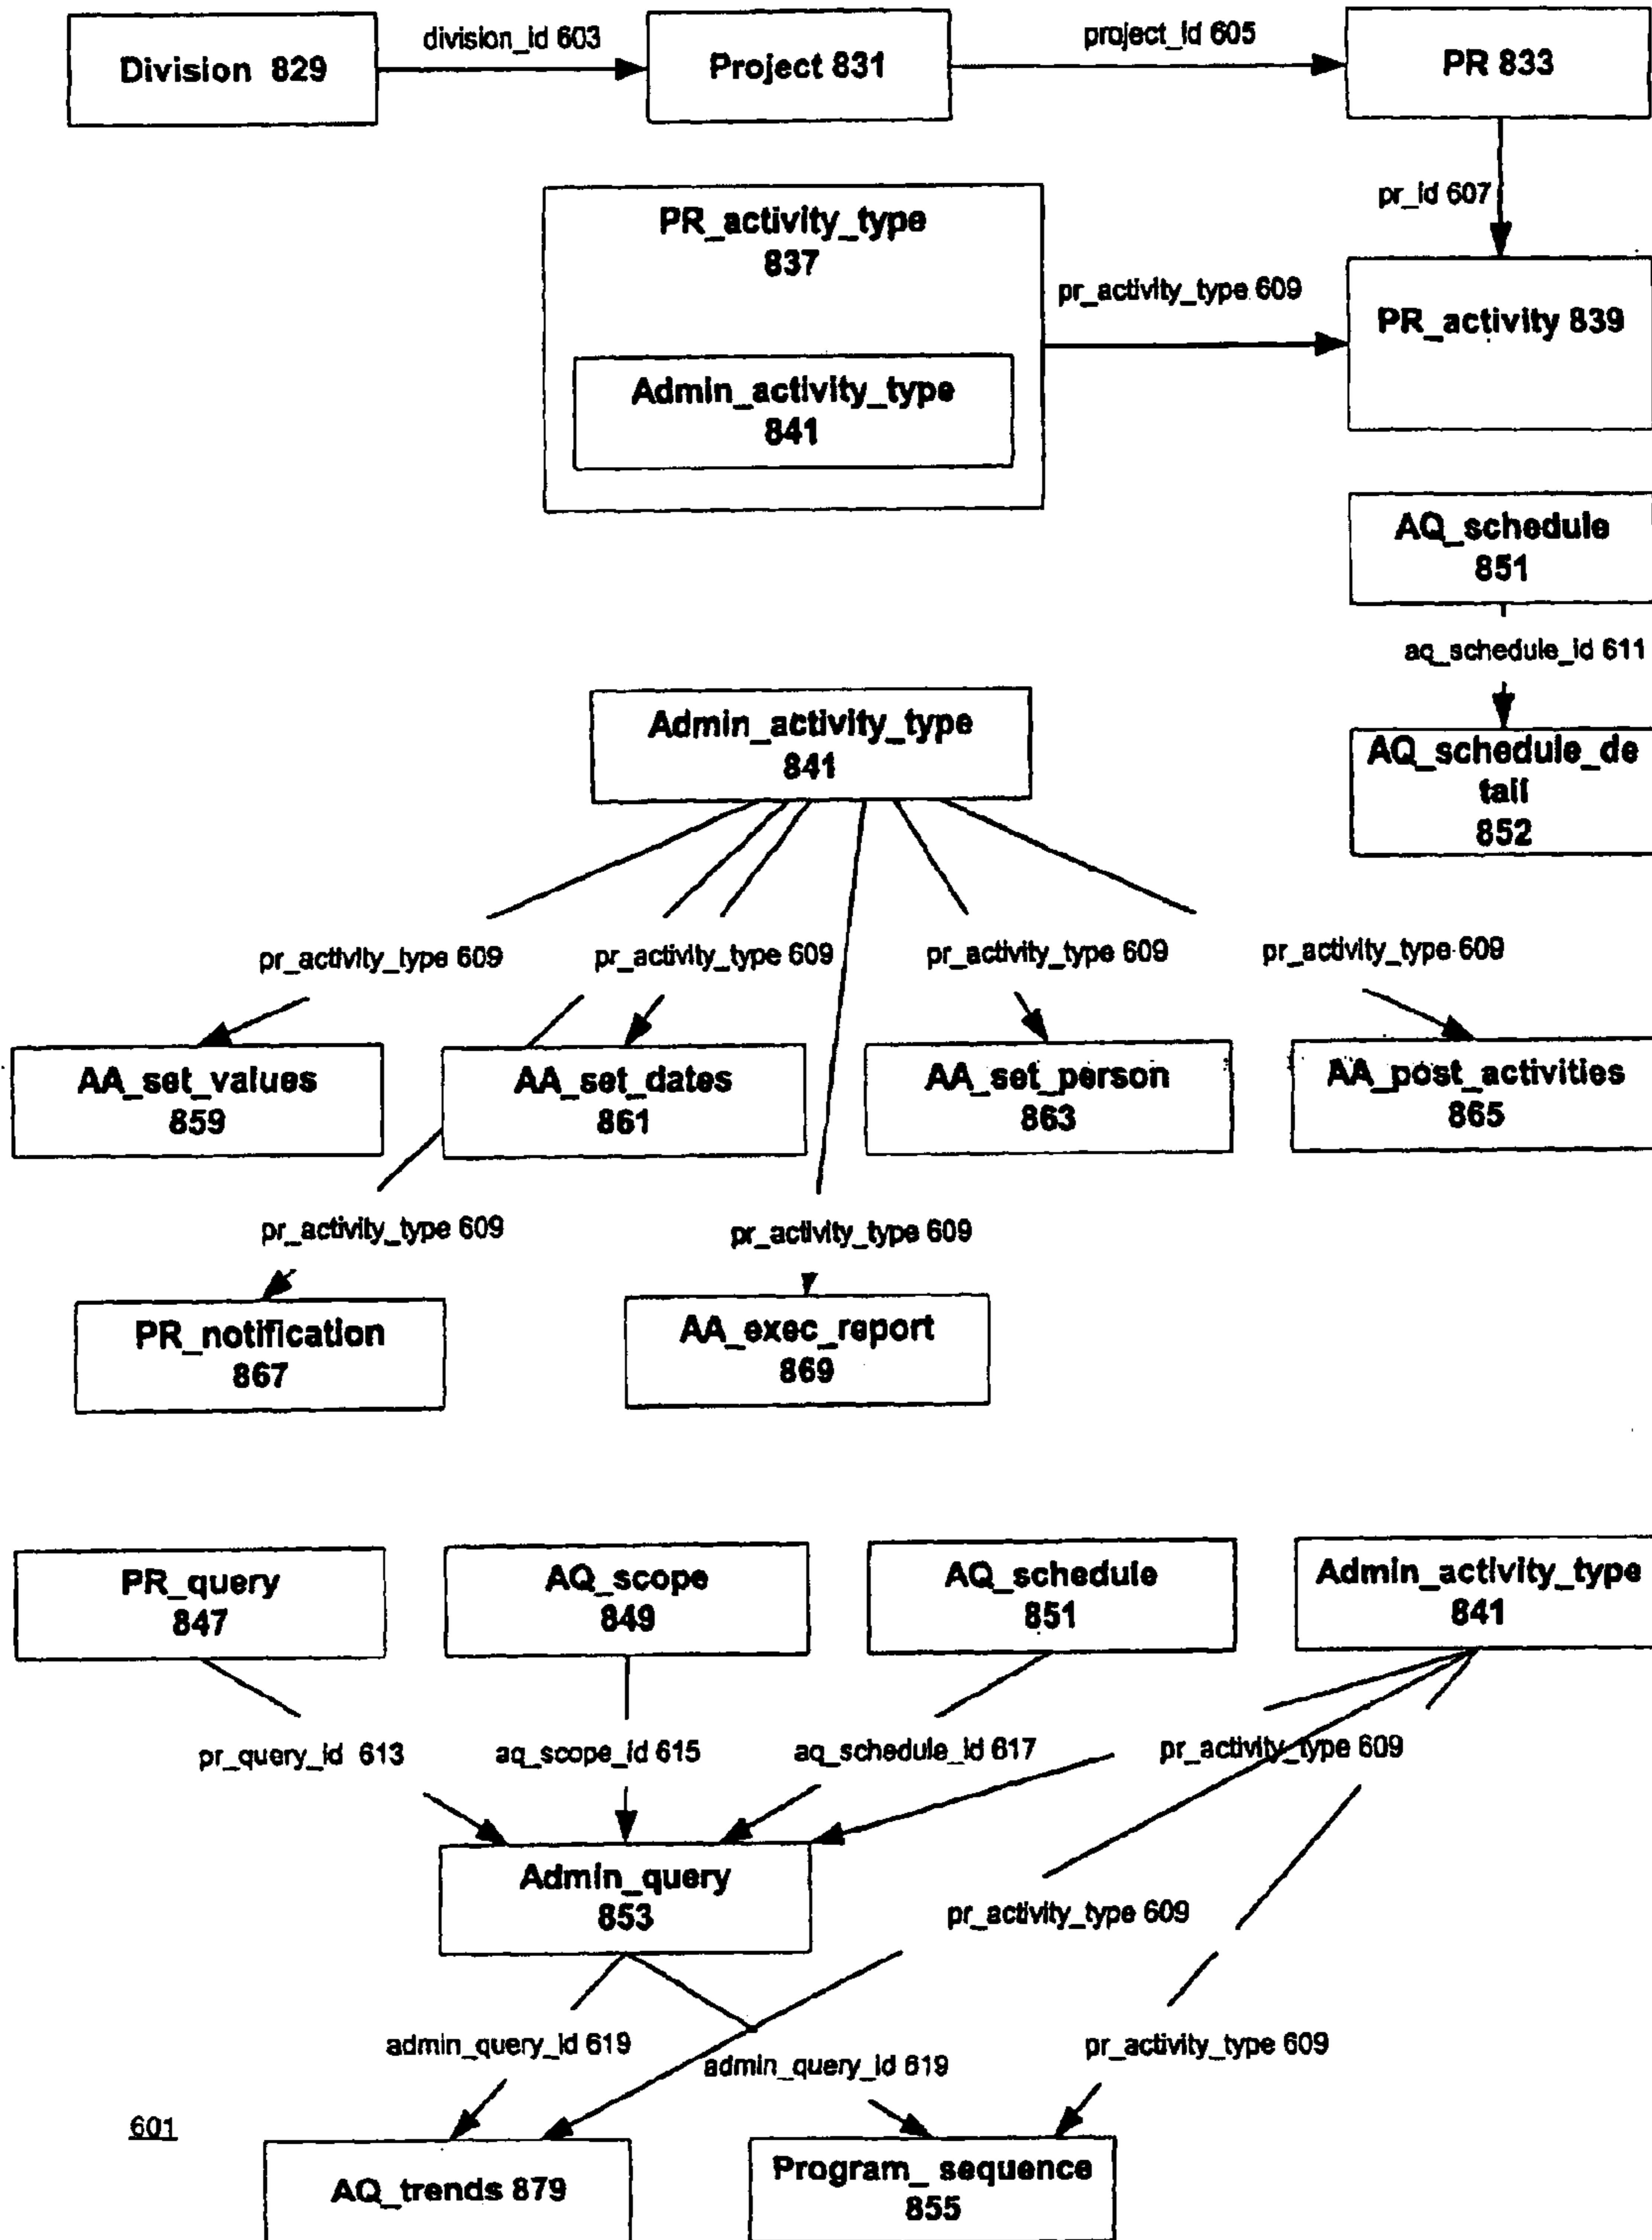 Division 829
division_id 603
Project 831
project_id 605
PR 833
pr_id 607
PR_activity_type
837
pr_activity_type 609
PR_activity 839
Admin_activity_type
841
AQ_schedule
851
aq_schedule_id 611
AQ_schedule_de
tail
852
Admin_activity_type
841
pr_activity_type 609
pr_activity_type 609
pr_activity_type 609
pr_activity_type 609
AA_set_values
859
AA_set_dates
861
AA_set_person
863
AA_post_activities
865
pr_activity_type 609
pr_activity_type 609
PR_notification
867
AA_exec_report
869
PR_query
847
AQ_scope
849
AQ_schedule
851
Admin_activity_type
841
pr_query_id 613
aq_scope_id 615
aq_schedule_id 617
pr_activity_type 609
Admin_query
853
pr_activity_type 609
admin_query_id 619
admin_query_id 619
pr_activity_type 609
601
AQ_trends 879
Program_ sequence
855